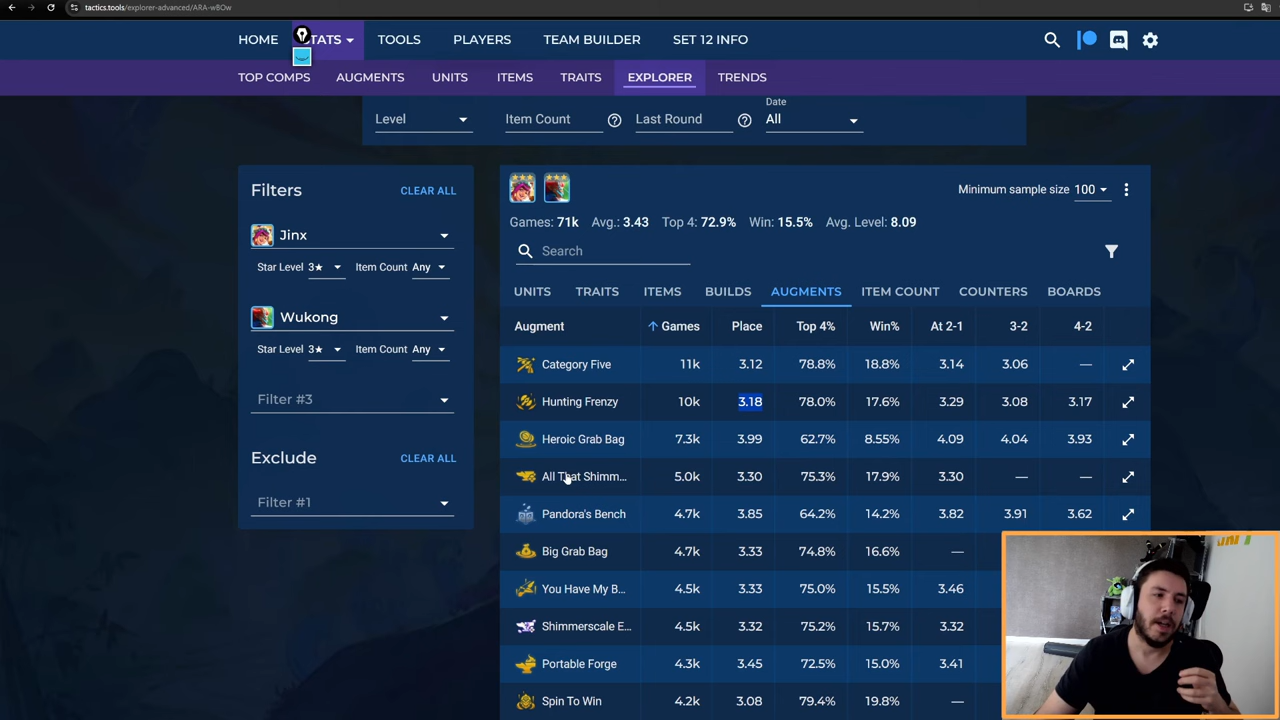 tactics.tools/explorer-advanced/ARA-wBOw
HOME TATS TOOLS PLAYERS TEAM BUILDER SET 12 INFO
TOP COMPS AUGMENTS UNITS ITEMS TRAITS EXPLORER TRENDS
Date
Level Item Count Last Round All
Filters CLEAR ALL
Jinx
Star Level 3★ Item Count Any
Wukong
Star Level 3★ Item Count Any
Filter #3
Exclude CLEAR ALL
Filter #1
Minimum sample size 100
Games: 71k Avg.: 3.43 Top 4: 72.9% Win: 15.5% Avg. Level: 8.09
Search
UNITS TRAITS ITEMS BUILDS AUGMENTS ITEM COUNT COUNTERS BOARDS
Augment Games Place Top 4% Win% At 2-1 3-2 4-2
Category Five 11k 3.12 78.8% 18.8% 3.14 3.06 —
Hunting Frenzy 10k 3.18 78.0% 17.6% 3.29 3.08 3.17
Heroic Grab Bag 7.3k 3.99 62.7% 8.55% 4.09 4.04 3.93
All That Shimm... 5.0k 3.30 75.3% 17.9% 3.30 — —
Pandora's Bench 4.7k 3.85 64.2% 14.2% 3.82 3.91 3.62
Big Grab Bag 4.7k 3.33 74.8% 16.6% —
You Have My B... 4.5k 3.33 75.0% 15.5% 3.46
Shimmerscale E... 4.5k 3.32 75.2% 15.7% 3.32
Portable Forge 4.3k 3.45 72.5% 15.0% 3.41
Spin To Win 4.2k 3.08 79.4% 19.8% —